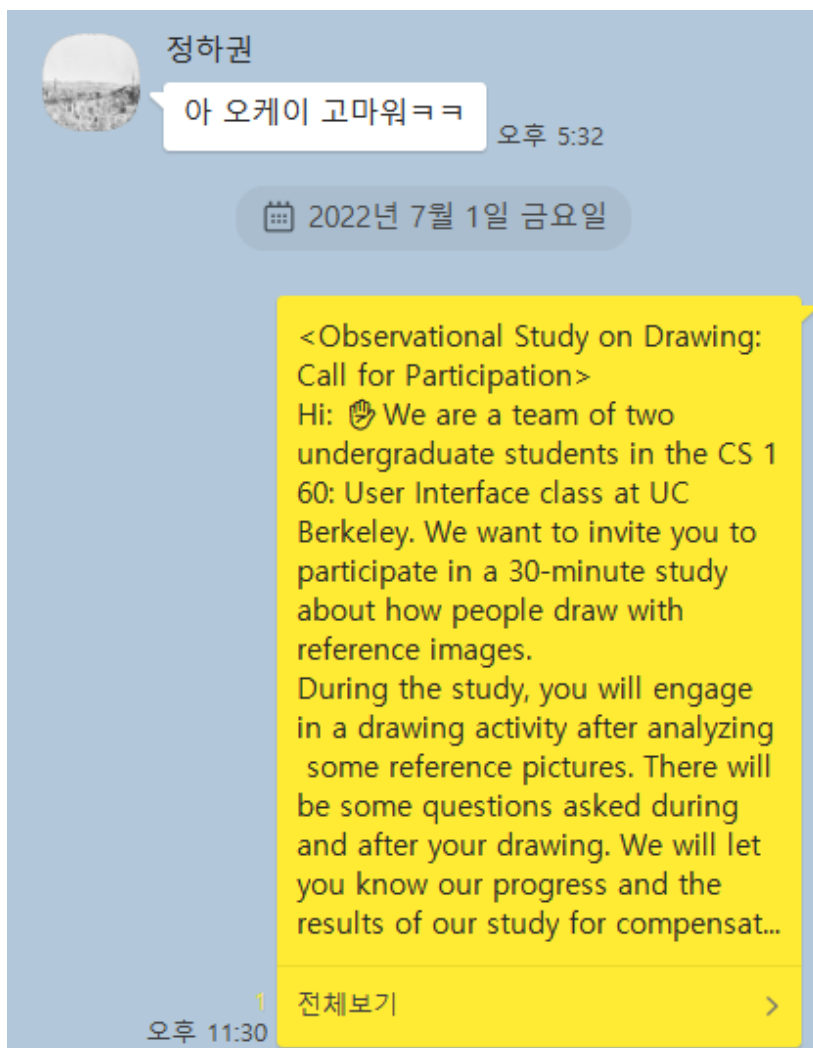 정하권
아 오케이 고마워ㅋㅋ
오후 5:32
2022년 7월 1일 금요일
<Observational Study on Drawing:
Call for Participation>
Hi: 🖐 We are a team of two
undergraduate students in the CS 1
60: User Interface class at UC
Berkeley. We want to invite you to
participate in a 30-minute study
about how people draw with
reference images.
During the study, you will engage
in a drawing activity after analyzing
some reference pictures. There will
be some questions asked during
and after your drawing. We will let
you know our progress and the
results of our study for compensat...
전체보기
1
오후 11:30